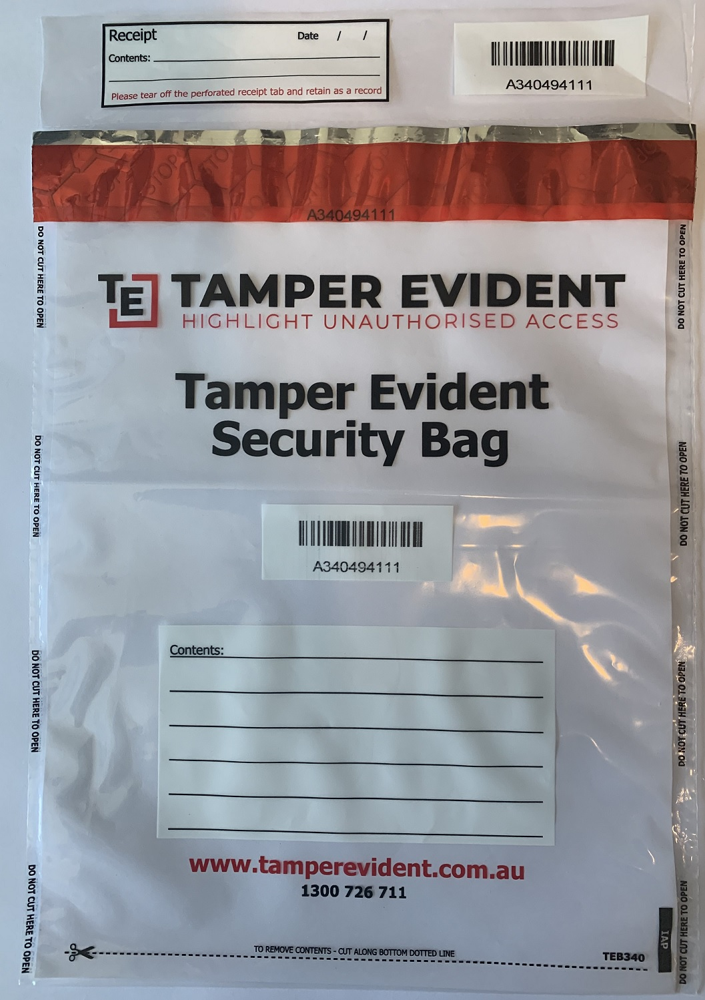 Receipt Date / /
Contents:
Please tear off the perforated receipt tab and retain as a record
A340494111
STOP
A340494111
TE
TAMPER EVIDENT
HIGHLIGHT UNAUTHORISED ACCESS
Tamper Evident
Security Bag
A340494111
Contents:
www.tamperevident.com.au
1300 726 711
TO REMOVE CONTENTS - CUT ALONG BOTTOM DOTTED LINE
TEB340
IAP
DO NOT CUT HERE TO OPEN
DO NOT CUT HERE TO OPEN
DO NOT CUT HERE TO OPEN
DO NOT CUT HERE TO OPEN
DO NOT CUT HERE TO OPEN
DO NOT CUT HERE TO OPEN
DO NOT CUT HERE TO OPEN
DO NOT CUT HERE TO OPEN